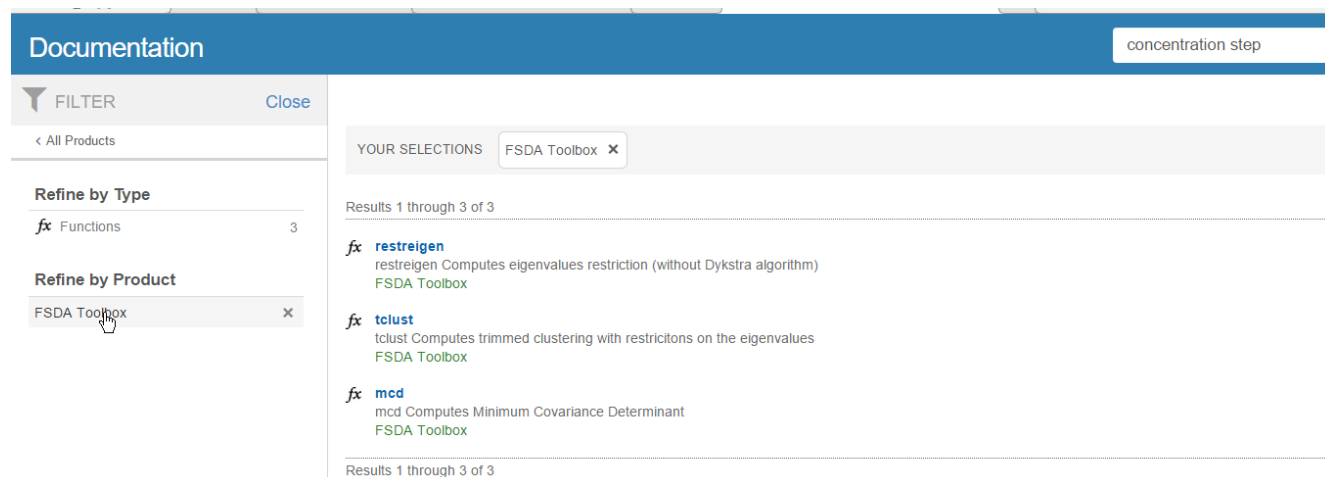 Documentation
concentration step
FILTER
Close
< All Products
Refine by Type
fx Functions 3
Refine by Product
FSDA Toolbox ×
YOUR SELECTIONS FSDA Toolbox ×
Results 1 through 3 of 3
fx restreigen
restreigen Computes eigenvalues restriction (without Dykstra algorithm)
FSDA Toolbox
fx tclust
tclust Computes trimmed clustering with restricitons on the eigenvalues
FSDA Toolbox
fx mcd
mcd Computes Minimum Covariance Determinant
FSDA Toolbox
Results 1 through 3 of 3